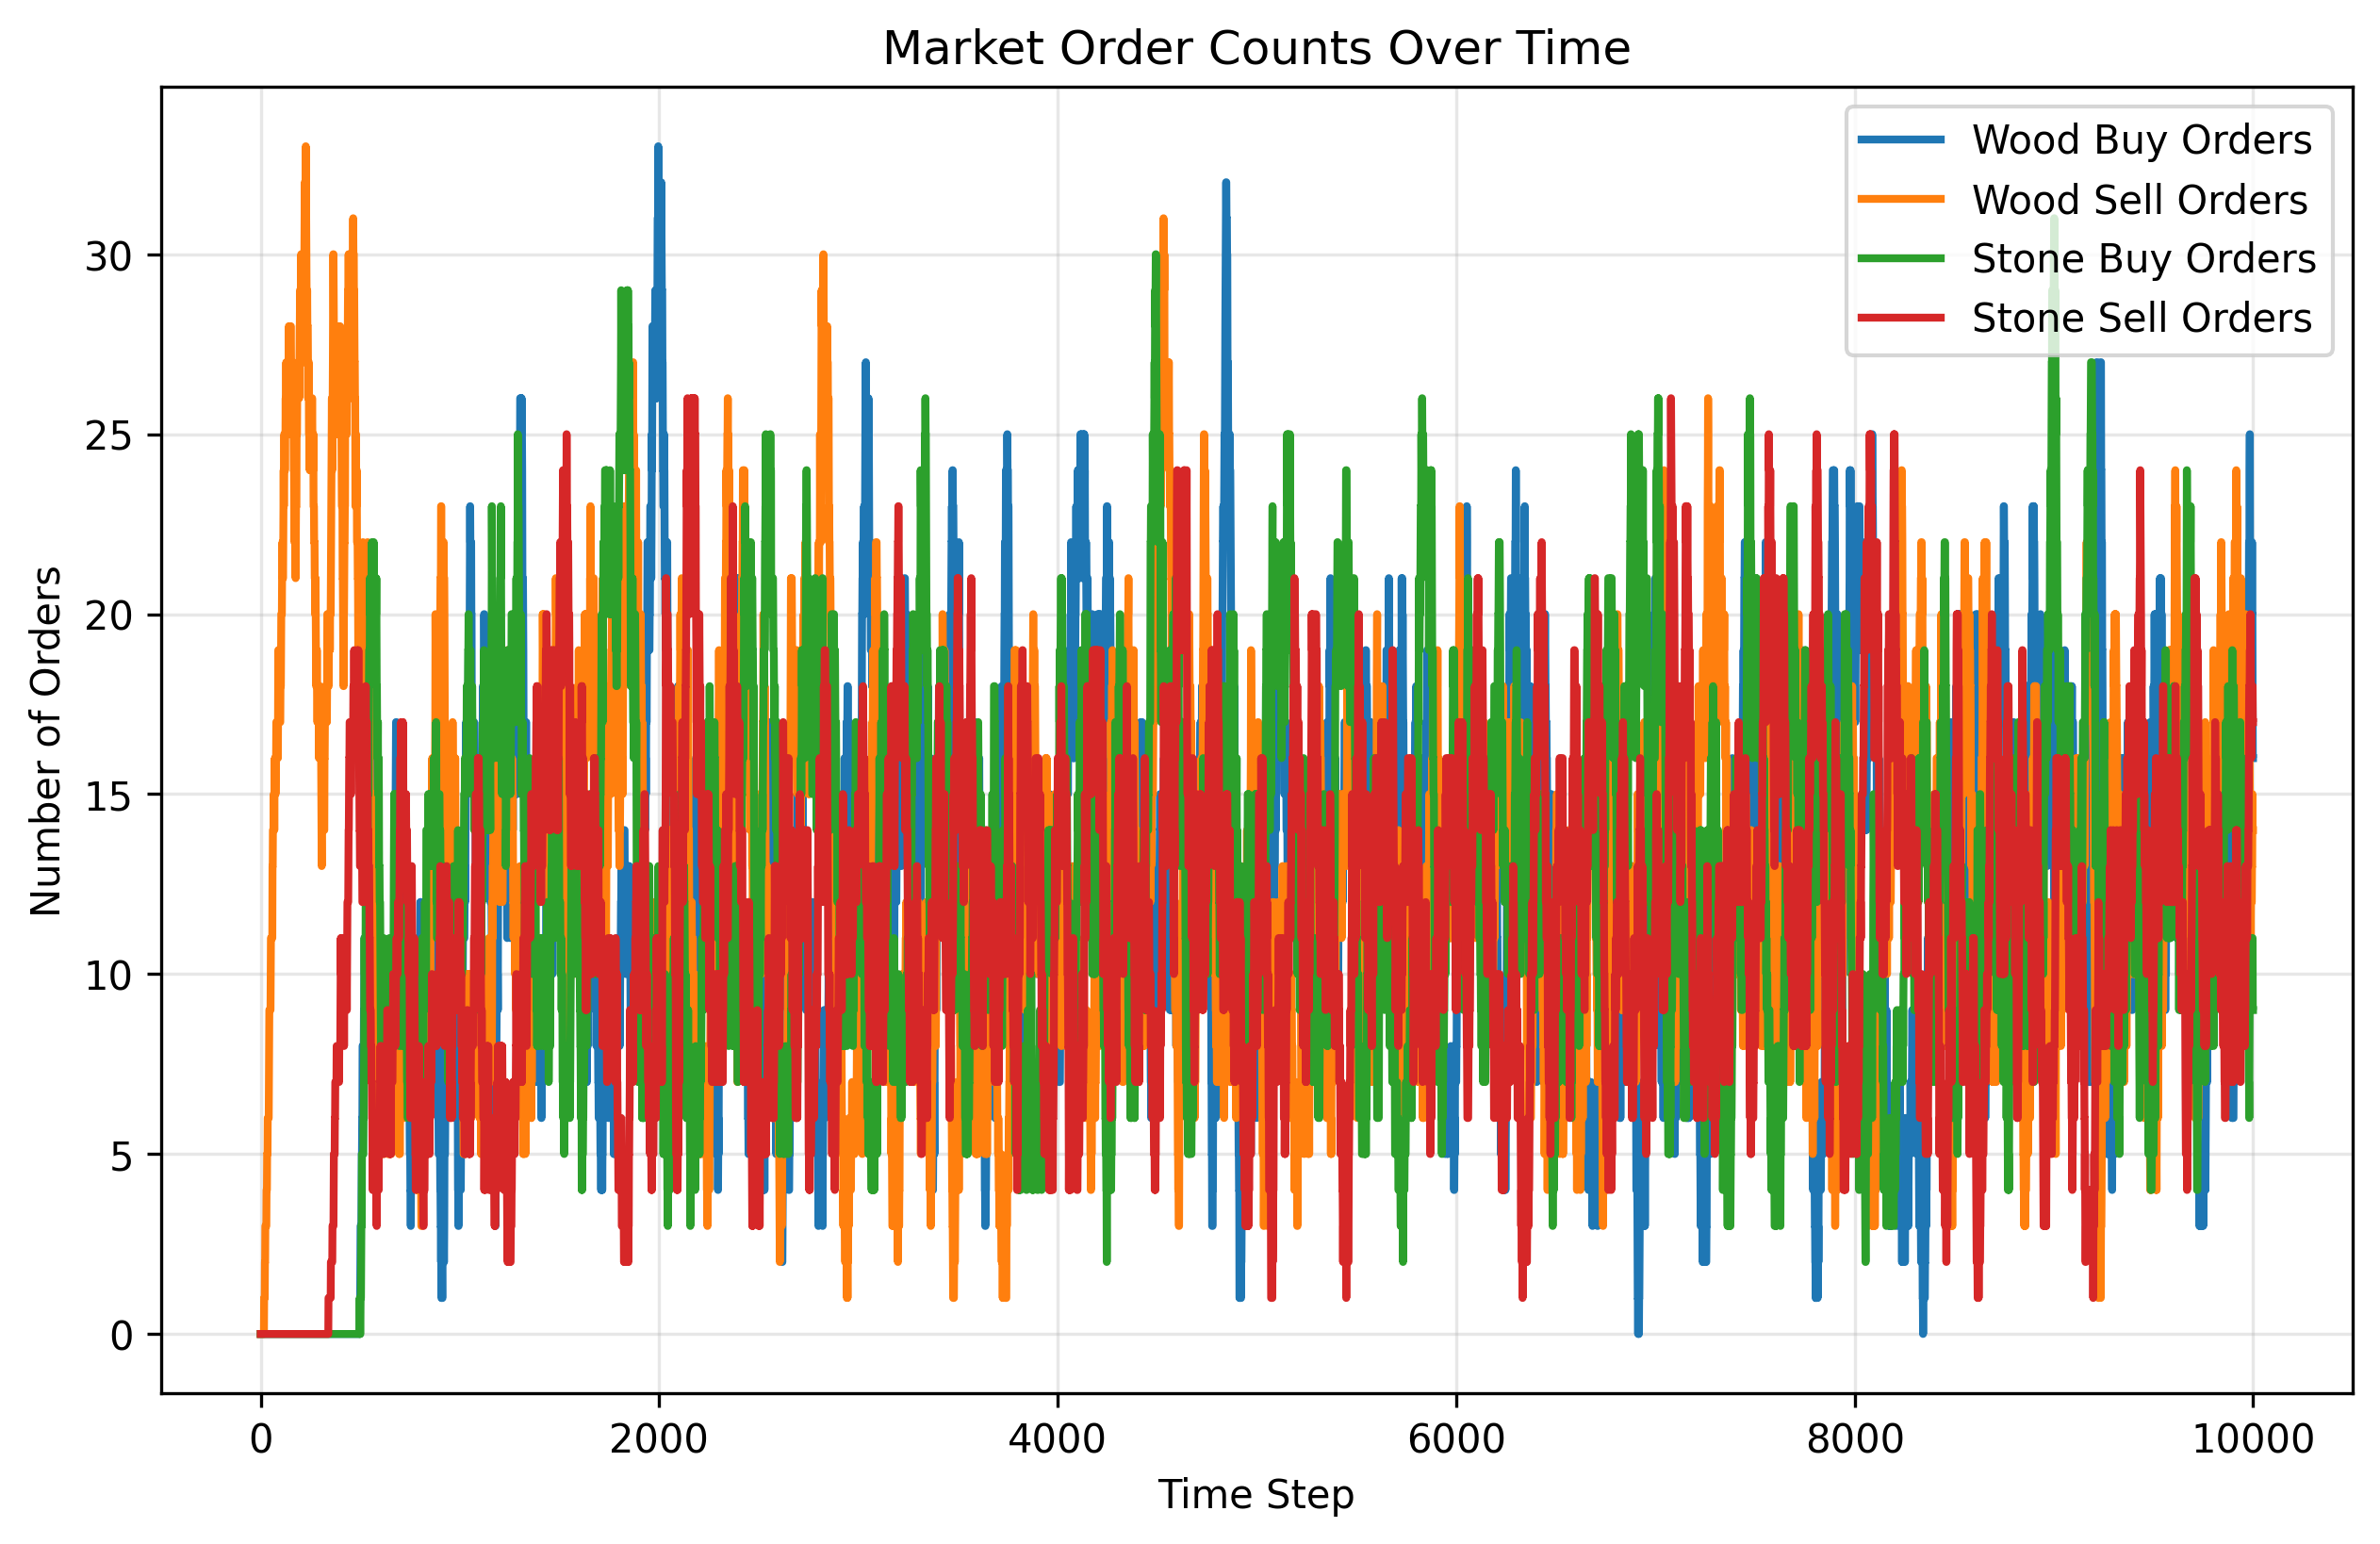 Market Order Counts Over Time
Number of Orders
30
25
20
15
10
5
0
Wood Buy Orders
Wood Sell Orders
Stone Buy Orders
Stone Sell Orders
0 2000 4000 6000 8000 10000
Time Step